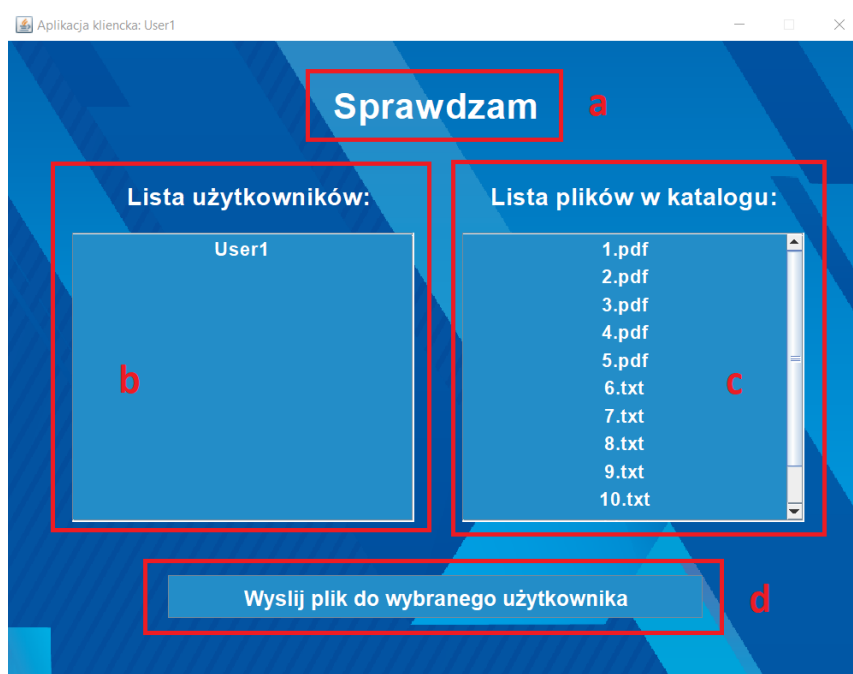 Aplikacja kliencka: User1
Sprawdzam
a
Lista użytkowników:
User1
b
Lista plików w katalogu:
1.pdf
2.pdf
3.pdf
4.pdf
5.pdf
6.txt
7.txt
8.txt
9.txt
10.txt
c
Wyslij plik do wybranego użytkownika
d